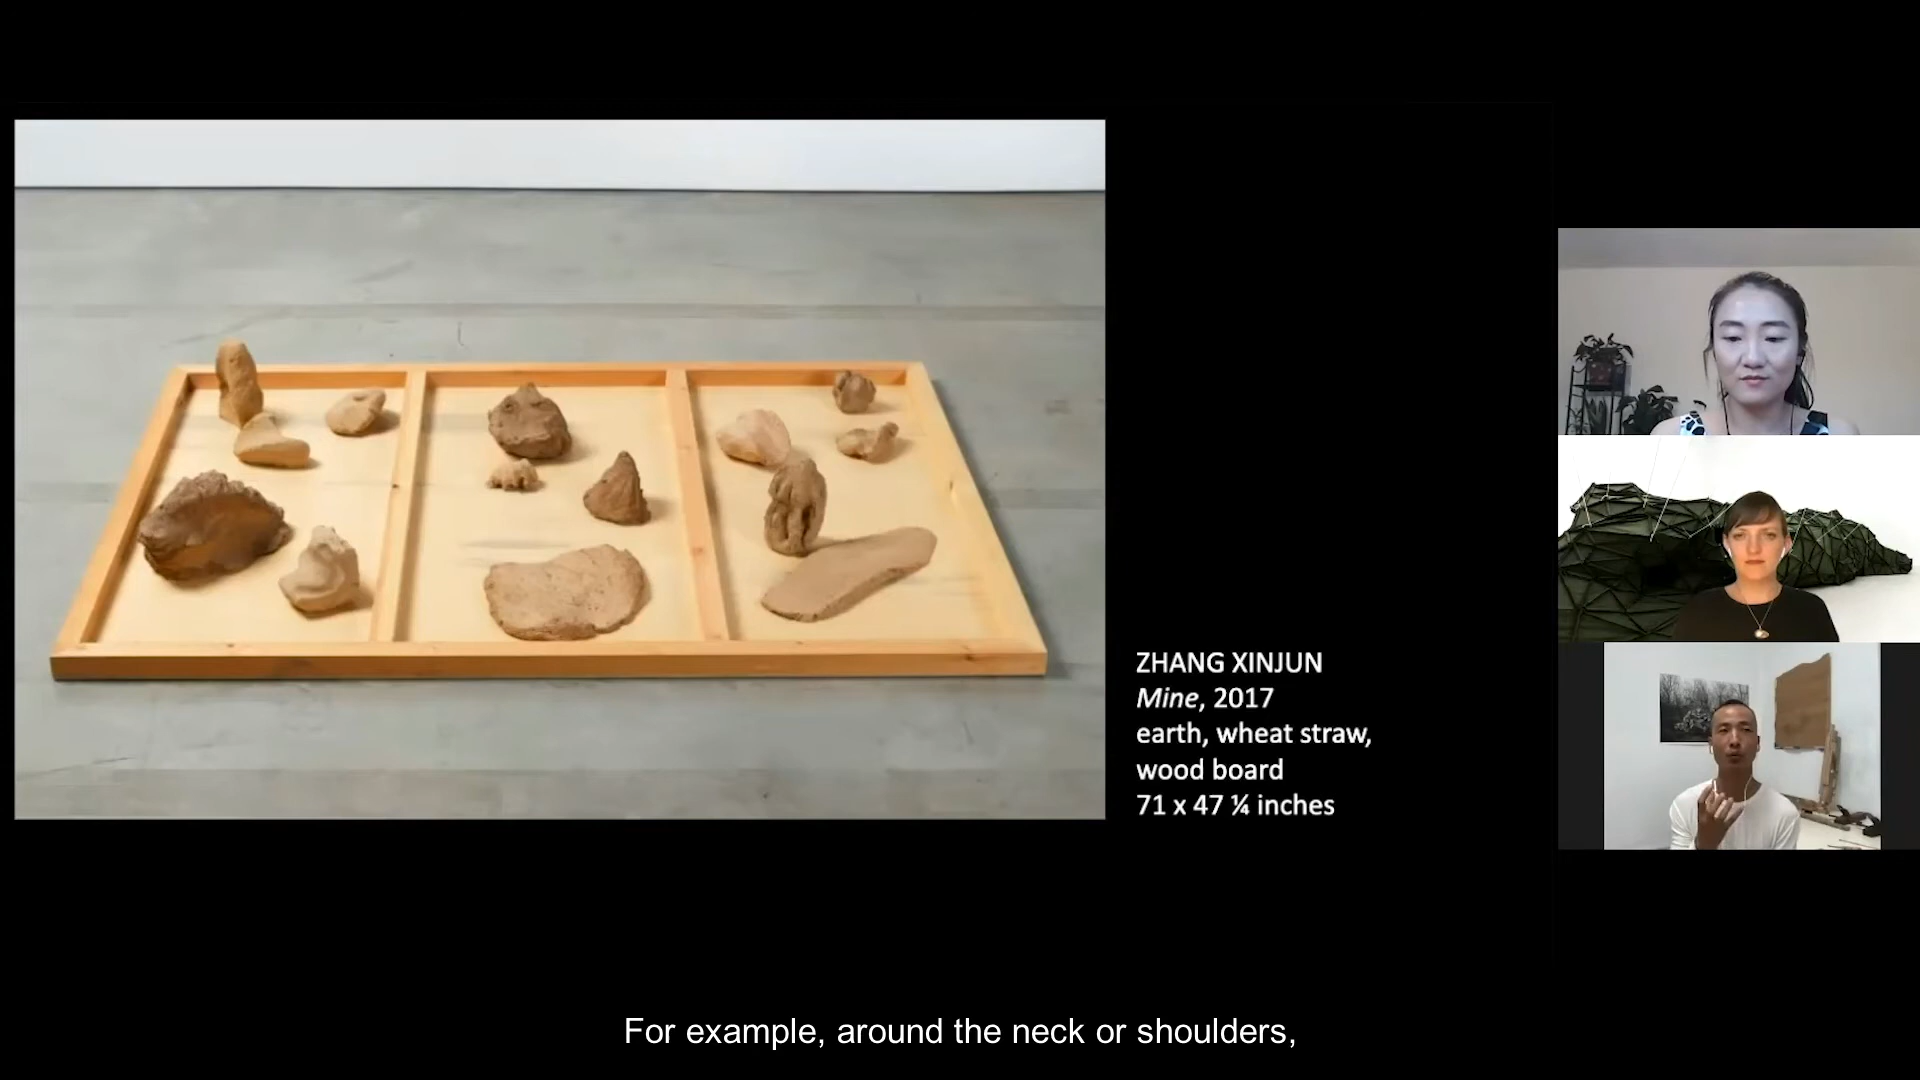 ZHANG XINJUN
Mine, 2017
earth, wheat straw,
wood board
71 x 47 ¼ inches
For example, around the neck or shoulders,